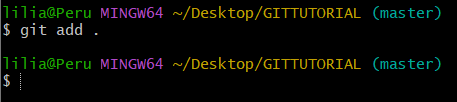 lilia@Peru MINGW64 ~/Desktop/GITTUTORIAL (master)
$ git add .
lilia@Peru MINGW64 ~/Desktop/GITTUTORIAL (master)
$